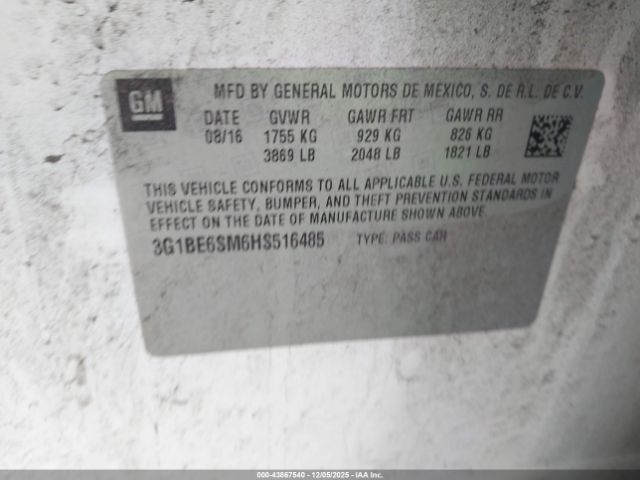 GM
MFD BY GENERAL MOTORS DE MEXICO, S. DE R.L. DE C.V.
DATE GVWR GAWR FRT GAWR RR
08/16 1755 KG 929 KG 826 KG
3869 LB 2048 LB 1821 LB
THIS VEHICLE CONFORMS TO ALL APPLICABLE U.S. FEDERAL MOTOR
VEHICLE SAFETY, BUMPER, AND THEFT PREVENTION STANDARDS IN
EFFECT ON THE DATE OF MANUFACTURE SHOWN ABOVE.
3G1BE6SM6HS516485 TYPE: PASS CAR
000-43867540 - 12/05/2025 - IAA Inc.